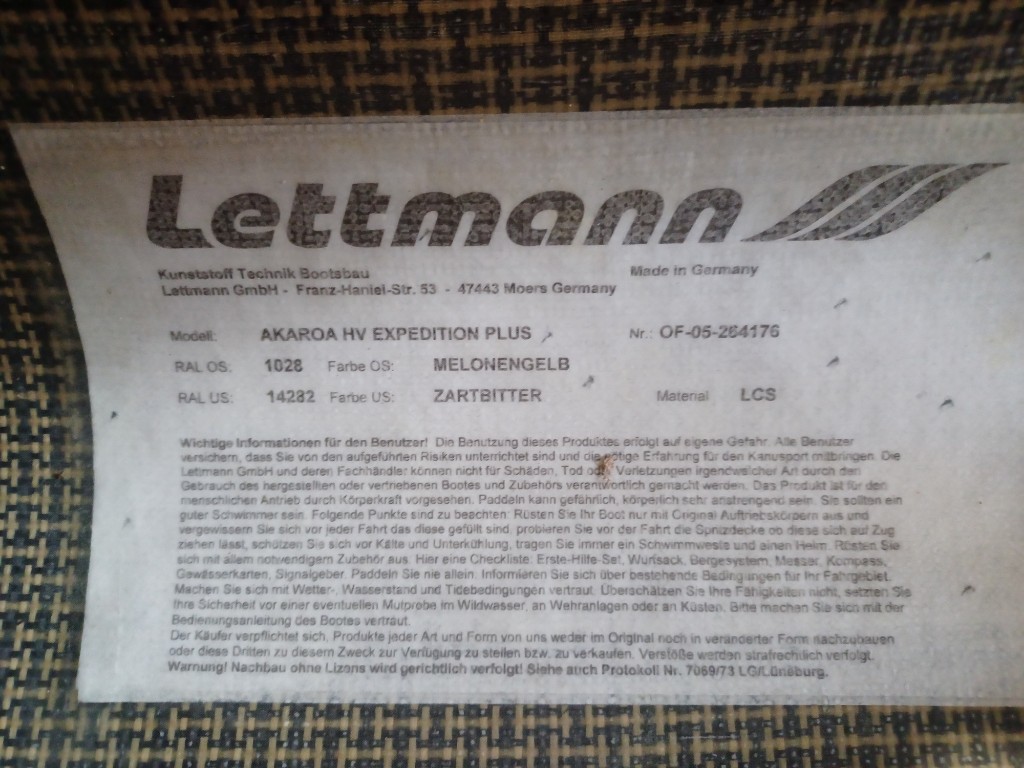 Lettmann
Kunststoff Technik Bootsbau Made in Germany
Lettmann GmbH - Franz-Haniel-Str. 53 - 47443 Moers Germany
Modell: AKAROA HV EXPEDITION PLUS Nr.: OF-05-264176
RAL OS: 1028 Farbe OS: MELONENGELB
RAL US: 14282 Farbe US: ZARTBITTER Material LCS
Wichtige Informationen für den Benutzer! Die Benutzung dieses Produktes erfolgt auf eigene Gefahr. Alle Benutzer
versichern, dass Sie von den aufgeführten Risiken unterrichtet sind und die nötige Erfahrung für den Kanusport mitbringen. Die
Lettmann GmbH und deren Fachhändler können nicht für Schäden, Tod oder Verletzungen irgendwelcher Art durch den
Gebrauch des hergestellten oder vertriebenen Bootes und Zubehörs verantwortlich gemacht werden. Das Produkt ist für den
menschlichen Antrieb durch Körperkraft vorgesehen. Paddeln kann gefährlich, körperlich sehr anstrengend sein. Sie sollten ein
guter Schwimmer sein. Folgende Punkte sind zu beachten: Rüsten Sie Ihr Boot nur mit Original Auftriebskörpern aus und
vergewissern Sie sich vor jeder Fahrt das diese gefüllt sind, probieren Sie vor der Fahrt die Spritzdecke ob diese sich auf Zug
ziehen lässt, schützen Sie sich vor Kälte und Unterkühlung, tragen Sie immer ein Schwimmweste und einen Helm. Rüsten Sie
sich mit allem notwendigem Zubehör aus. Hier eine Checkliste: Erste-Hilfe-Set, Wurfsack, Bergesystem, Messer, Kompass,
Gewässerkarten, Signalgeber. Paddeln Sie nie allein. Informieren Sie sich über bestehende Bedingungen für Ihr Fahrgebiet.
Machen Sie sich mit Wetter-, Wasserstand und Tidebedingungen vertraut. Überschätzen Sie Ihre Fähigkeiten nicht, setzten Sie
Ihre Sicherheit vor einer eventuellen Mutprobe im Wildwasser, an Wehranlagen oder an Küsten. Bitte machen Sie sich mit der
Bedienungsanleitung des Bootes vertraut.
Der Käufer verpflichtet sich, Produkte jeder Art und Form von uns weder im Original noch in veränderter Form nachzubauen
oder diese Dritten zu diesem Zweck zur Verfügung zu stellen bzw. zu verkaufen. Verstöße werden strafrechtlich verfolgt.
Warnung! Nachbau ohne Lizens wird gerichtlich verfolgt! Siehe auch Protokoll Nr. 7069/73 LG/Lüneburg.